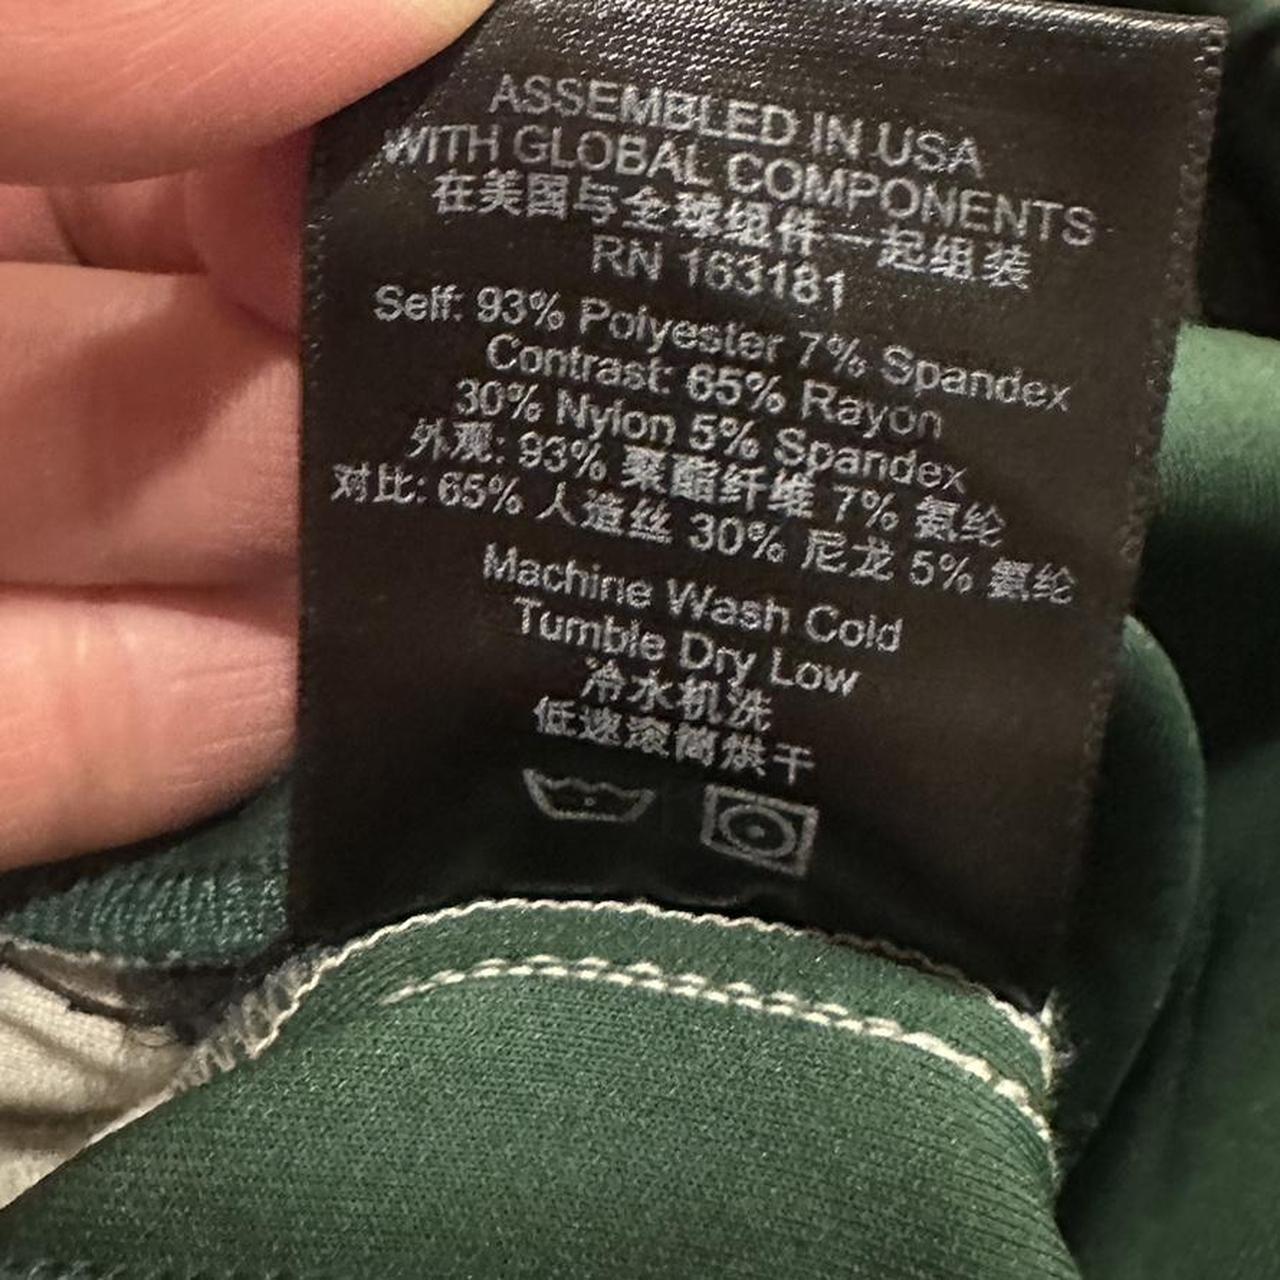 ASSEMBLED IN USA
WITH GLOBAL COMPONENTS
在美国与全球组件一起组装
RN 163181
Self: 93% Polyester 7% Spandex
Contrast: 65% Rayon
30% Nylon 5% Spandex
外观: 93% 聚酯纤维 7% 氨纶
对比: 65% 人造丝 30% 尼龙 5% 氨纶
Machine Wash Cold
Tumble Dry Low
冷水机洗
低速滚筒烘干